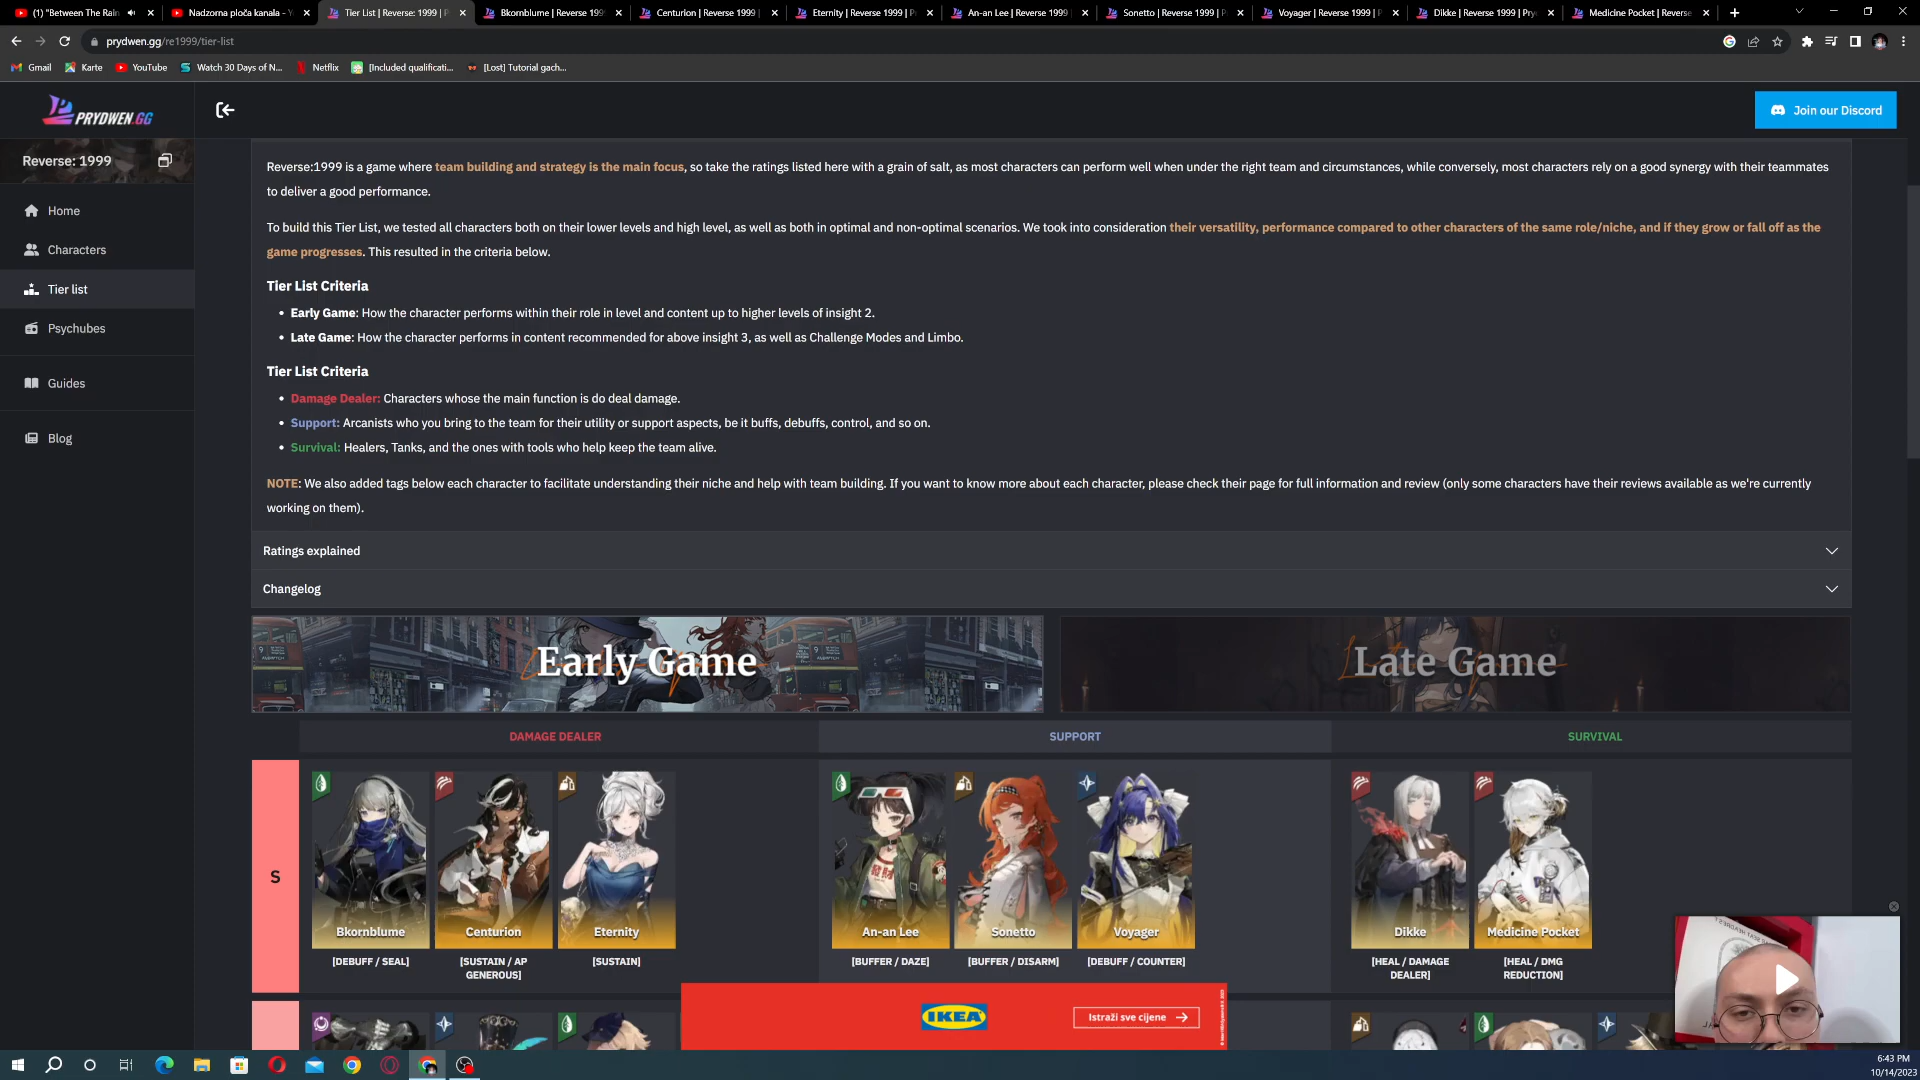 (1) "Between The Rain
Nadzorna ploča kanala - Y
Tier List | Reverse: 1999 | P
Bkornblume | Reverse 199
Centurion | Reverse 1999 |
Eternity | Reverse 1999 | P
An-an Lee | Reverse 1999
Sonetto | Reverse 1999 | P
Voyager | Reverse 1999 | P
Dikke | Reverse 1999 | Pry
Medicine Pocket | Reverse
prydwen.gg/re1999/tier-list
Gmail
Karte
YouTube
Watch 30 Days of N...
Netflix
[Included qualificati...
[Lost] Tutorial gach...
PRYDWEN.GG
Join our Discord
Reverse: 1999
Home
Characters
Tier list
Psychubes
Guides
Blog
Reverse:1999 is a game where team building and strategy is the main focus, so take the ratings listed here with a grain of salt, as most characters can perform well when under the right team and circumstances, while conversely, most characters rely on a good synergy with their teammates
to deliver a good performance.
To build this Tier List, we tested all characters both on their lower levels and high level, as well as both in optimal and non-optimal scenarios. We took into consideration their versatility, performance compared to other characters of the same role/niche, and if they grow or fall off as the
game progresses. This resulted in the criteria below.
Tier List Criteria
• Early Game: How the character performs within their role in level and content up to higher levels of insight 2.
• Late Game: How the character performs in content recommended for above insight 3, as well as Challenge Modes and Limbo.
Tier List Criteria
• Damage Dealer: Characters whose the main function is do deal damage.
• Support: Arcanists who you bring to the team for their utility or support aspects, be it buffs, debuffs, control, and so on.
• Survival: Healers, Tanks, and the ones with tools who help keep the team alive.
NOTE: We also added tags below each character to facilitate understanding their niche and help with team building. If you want to know more about each character, please check their page for full information and review (only some characters have their reviews available as we're currently
working on them).
Ratings explained
Changelog
Early Game
Late Game
DAMAGE DEALER
SUPPORT
SURVIVAL
S
Bkornblume
Centurion
Eternity
An-an Lee
Sonetto
Voyager
Dikke
Medicine Pocket
[DEBUFF / SEAL]
[SUSTAIN / AP
GENEROUS]
[SUSTAIN]
[BUFFER / DAZE]
[BUFFER / DISARM]
[DEBUFF / COUNTER]
[HEAL / DAMAGE
DEALER]
[HEAL / DMG
REDUCTION]
IKEA
Istraži sve cijene
6:43 PM
10/14/2023